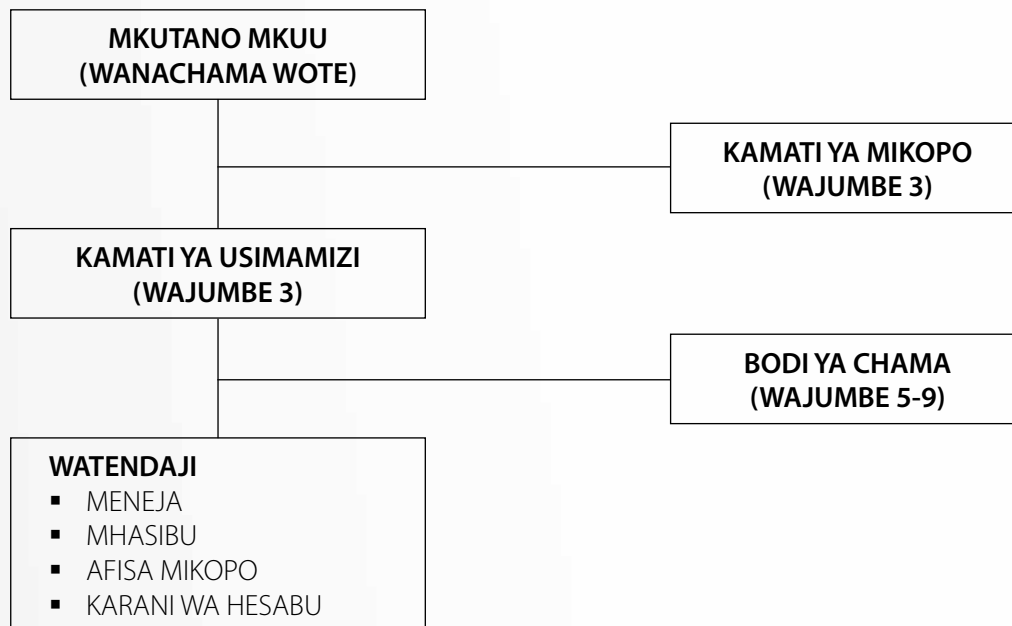 MKUTANO MKUU
(WANACHAMA WOTE)
KAMATI YA MIKOPO
(WAJUMBE 3)
KAMATI YA USIMAMIZI
(WAJUMBE 3)
BODI YA CHAMA
(WAJUMBE 5-9)
WATENDAJI
▪ MENEJA
▪ MHASIBU
▪ AFISA MIKOPO
▪ KARANI WA HESABU